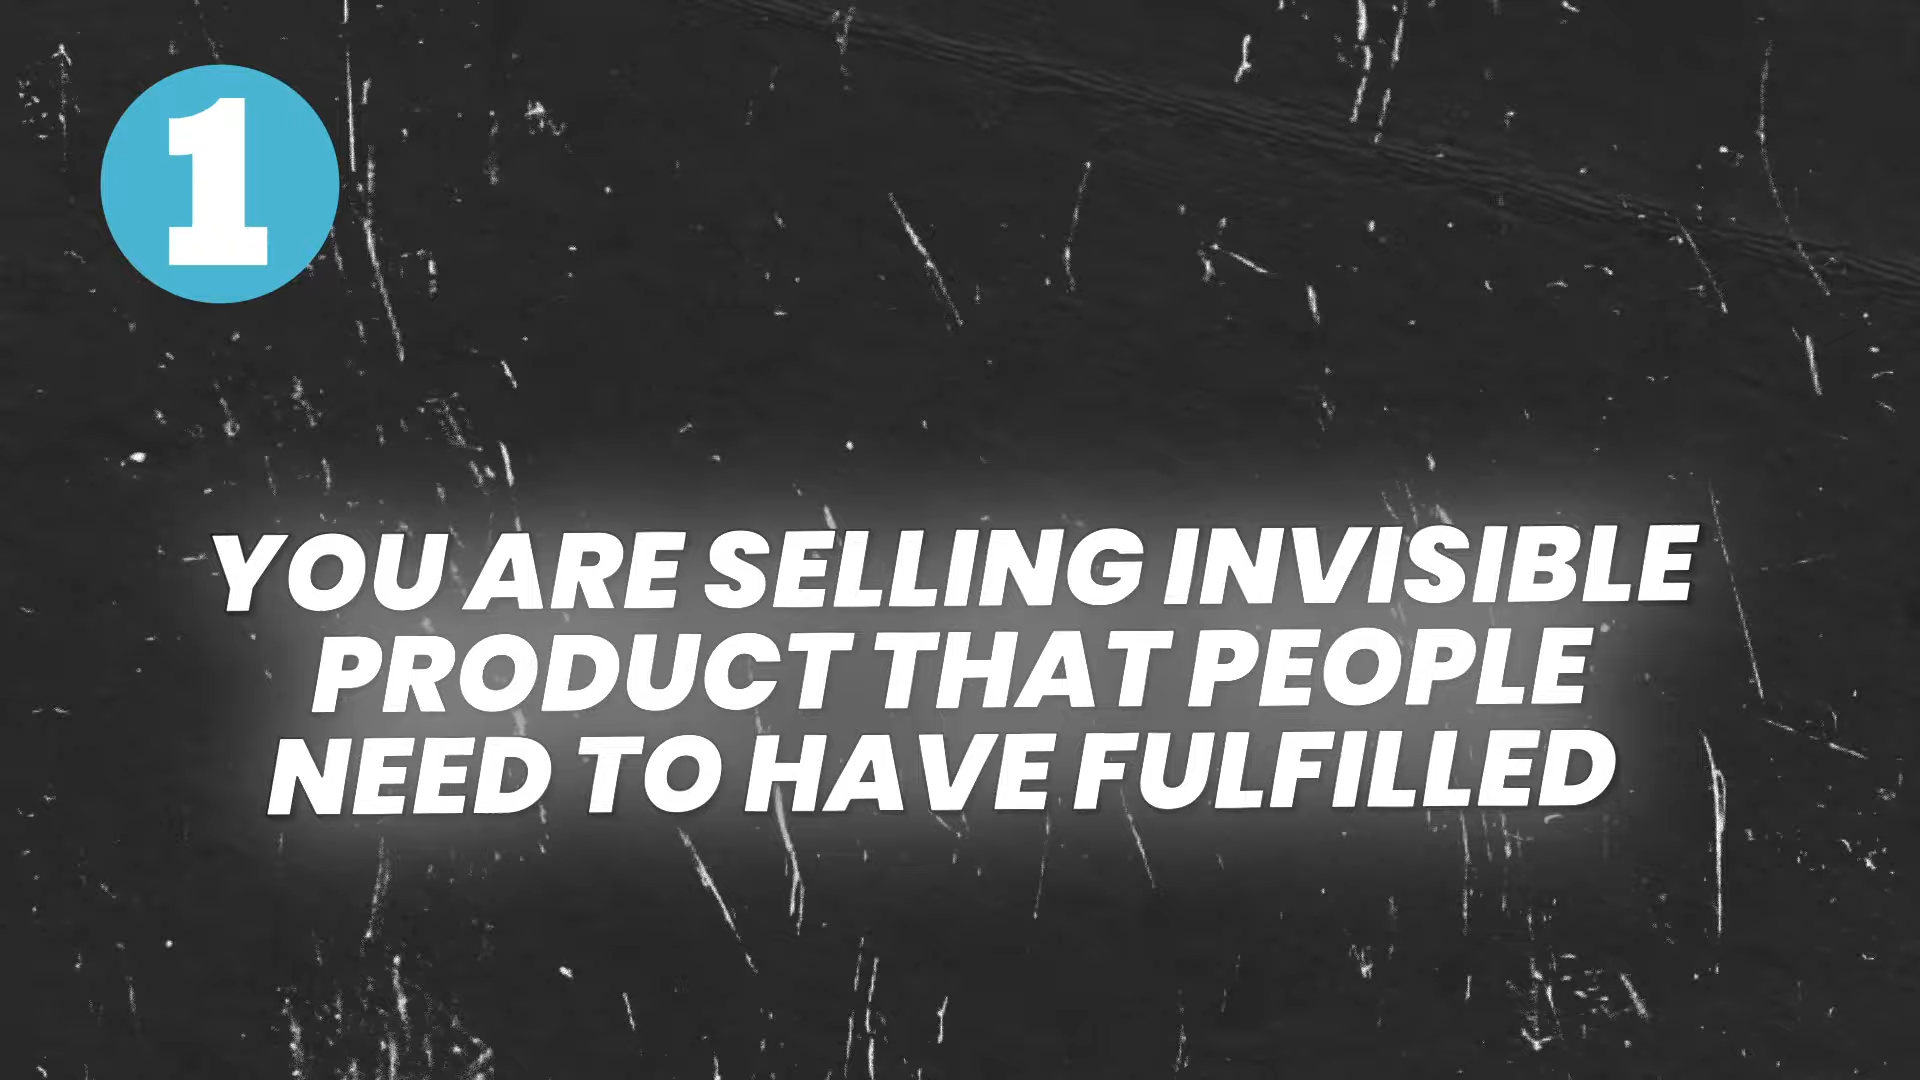 1
YOU ARE SELLING INVISIBLE
PRODUCT THAT PEOPLE
NEED TO HAVE FULFILLED